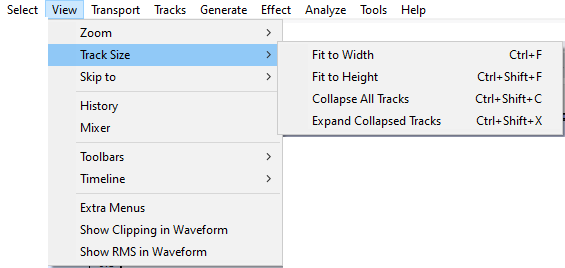 Select View Transport Tracks Generate Effect Analyze Tools Help
Zoom
Track Size
Skip to
History
Mixer
Toolbars
Timeline
Extra Menus
Show Clipping in Waveform
Show RMS in Waveform
Fit to Width Ctrl+F
Fit to Height Ctrl+Shift+F
Collapse All Tracks Ctrl+Shift+C
Expand Collapsed Tracks Ctrl+Shift+X